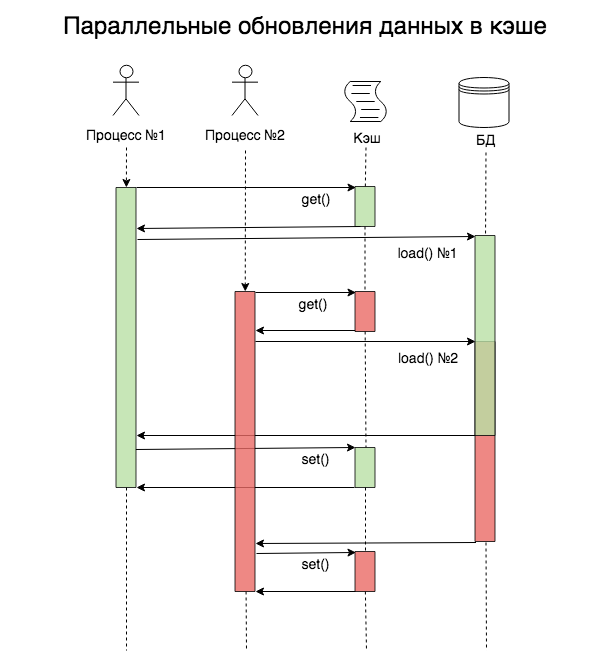 Параллельные обновления данных в кэше
Процесс №1
Процесс №2
Кэш
БД
get()
load() №1
get()
load() №2
set()
set()